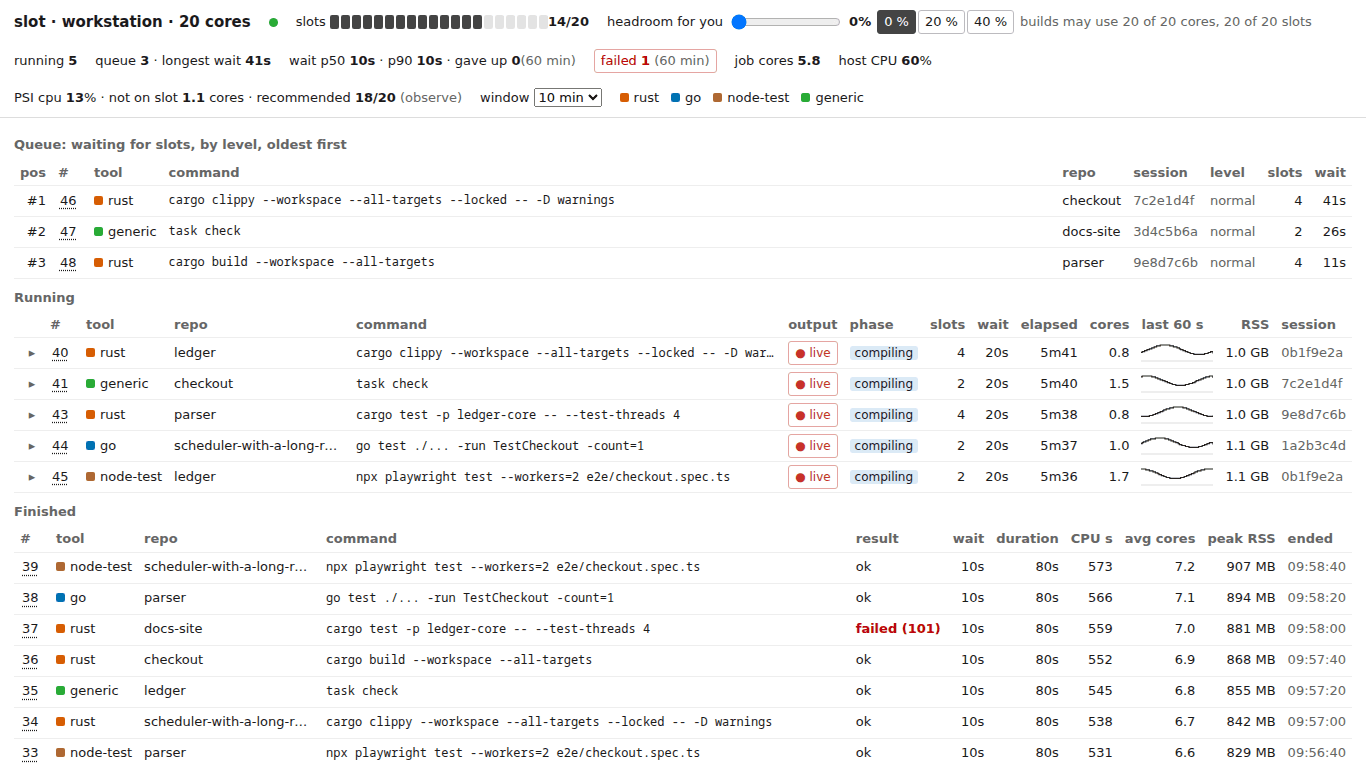 slot · workstation · 20 cores ● slots 14/20 headroom for you 0% 0 % 20 % 40 % builds may use 20 of 20 cores, 20 of 20 slots
running 5 queue 3 · longest wait 41s wait p50 10s · p90 10s · gave up 0(60 min) failed 1 (60 min) job cores 5.8 host CPU 60%
PSI cpu 13% · not on slot 1.1 cores · recommended 18/20 (observe) window 10 min rust go node-test generic
Queue: waiting for slots, by level, oldest first
pos # tool command repo session level slots wait
#1 46 rust cargo clippy --workspace --all-targets --locked -- -D warnings checkout 7c2e1d4f normal 4 41s
#2 47 generic task check docs-site 3d4c5b6a normal 2 26s
#3 48 rust cargo build --workspace --all-targets parser 9e8d7c6b normal 4 11s
Running
# tool repo command output phase slots wait elapsed cores last 60 s RSS session
▸ 40 rust ledger cargo clippy --workspace --all-targets --locked -- -D war… ● live compiling 4 20s 5m41 0.8 1.0 GB 0b1f9e2a
▸ 41 generic checkout task check ● live compiling 2 20s 5m40 1.5 1.0 GB 7c2e1d4f
▸ 43 rust parser cargo test -p ledger-core -- --test-threads 4 ● live compiling 4 20s 5m38 0.8 1.0 GB 9e8d7c6b
▸ 44 go scheduler-with-a-long-r… go test ./... -run TestCheckout -count=1 ● live compiling 2 20s 5m37 1.0 1.1 GB 1a2b3c4d
▸ 45 node-test ledger npx playwright test --workers=2 e2e/checkout.spec.ts ● live compiling 2 20s 5m36 1.7 1.1 GB 0b1f9e2a
Finished
# tool repo command result wait duration CPU s avg cores peak RSS ended
39 node-test scheduler-with-a-long-r… npx playwright test --workers=2 e2e/checkout.spec.ts ok 10s 80s 573 7.2 907 MB 09:58:40
38 go parser go test ./... -run TestCheckout -count=1 ok 10s 80s 566 7.1 894 MB 09:58:20
37 rust docs-site cargo test -p ledger-core -- --test-threads 4 failed (101) 10s 80s 559 7.0 881 MB 09:58:00
36 rust checkout cargo build --workspace --all-targets ok 10s 80s 552 6.9 868 MB 09:57:40
35 generic ledger task check ok 10s 80s 545 6.8 855 MB 09:57:20
34 rust scheduler-with-a-long-r… cargo clippy --workspace --all-targets --locked -- -D warnings ok 10s 80s 538 6.7 842 MB 09:57:00
33 node-test parser npx playwright test --workers=2 e2e/checkout.spec.ts ok 10s 80s 531 6.6 829 MB 09:56:40